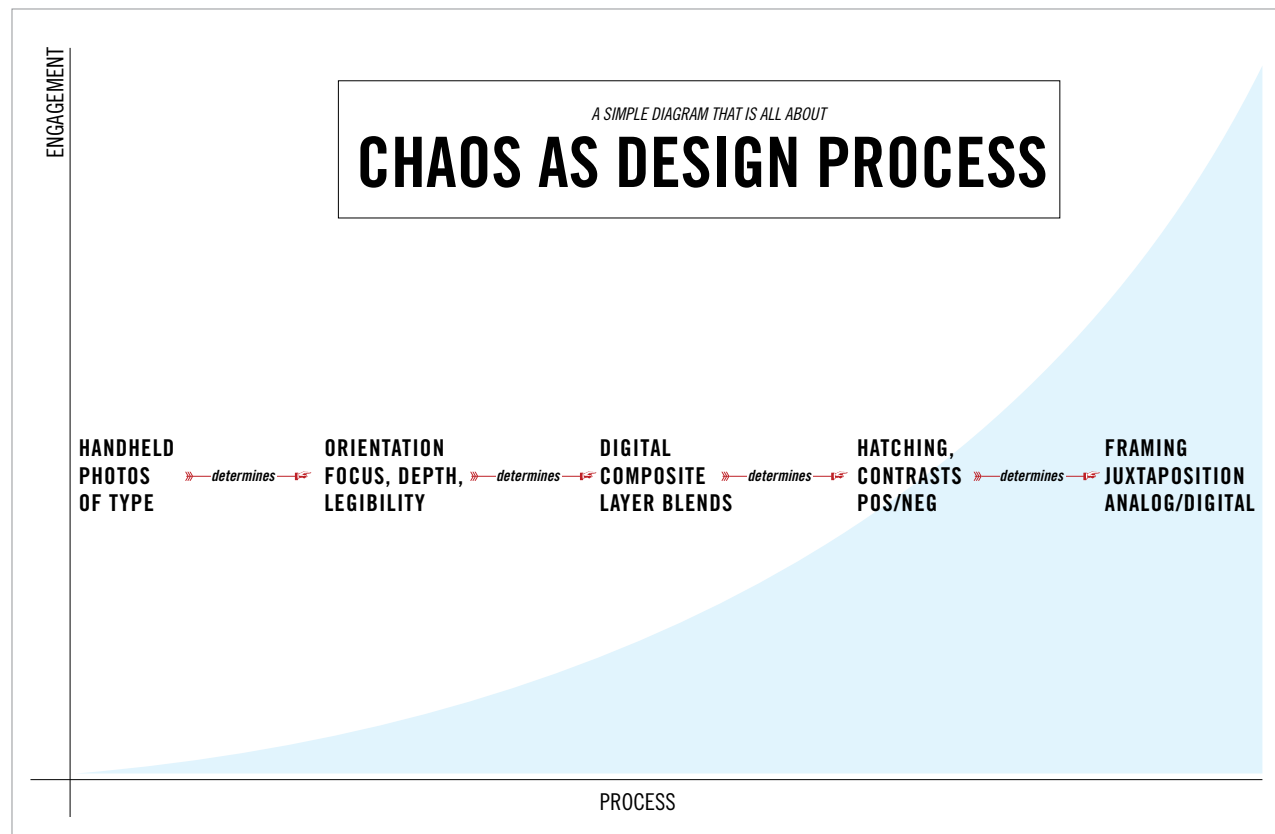 ENGAGEMENT
A SIMPLE DIAGRAM THAT IS ALL ABOUT
CHAOS AS DESIGN PROCESS
HANDHELD
PHOTOS
OF TYPE
determines
ORIENTATION
FOCUS, DEPTH,
LEGIBILITY
determines
DIGITAL
COMPOSITE
LAYER BLENDS
determines
HATCHING,
CONTRASTS
POS/NEG
determines
FRAMING
JUXTAPOSITION
ANALOG/DIGITAL
PROCESS